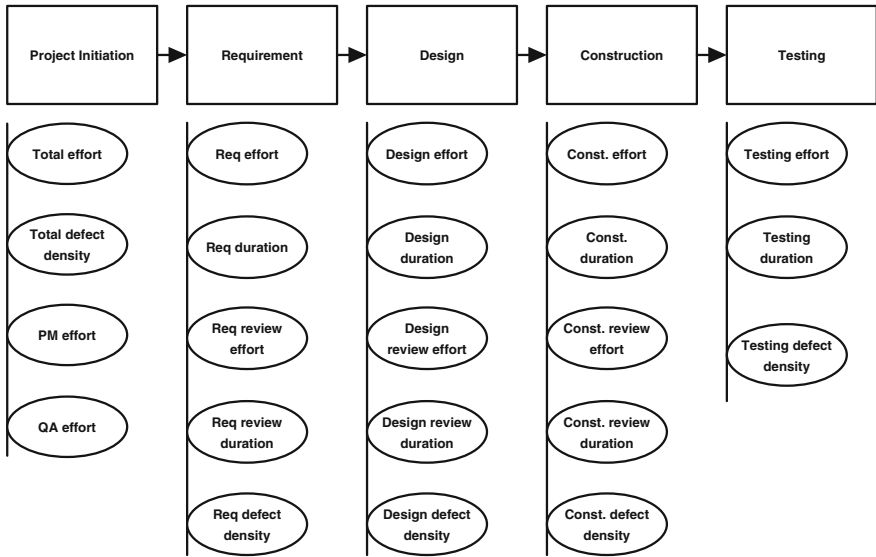 Project Initiation
Requirement
Design
Construction
Testing
Total effort
Total defect
density
PM effort
QA effort
Req effort
Req duration
Req review
effort
Req review
duration
Req defect
density
Design effort
Design
duration
Design
review effort
Design review
duration
Design defect
density
Const. effort
Const.
duration
Const. review
effort
Const. review
duration
Const. defect
density
Testing effort
Testing
duration
Testing defect
density